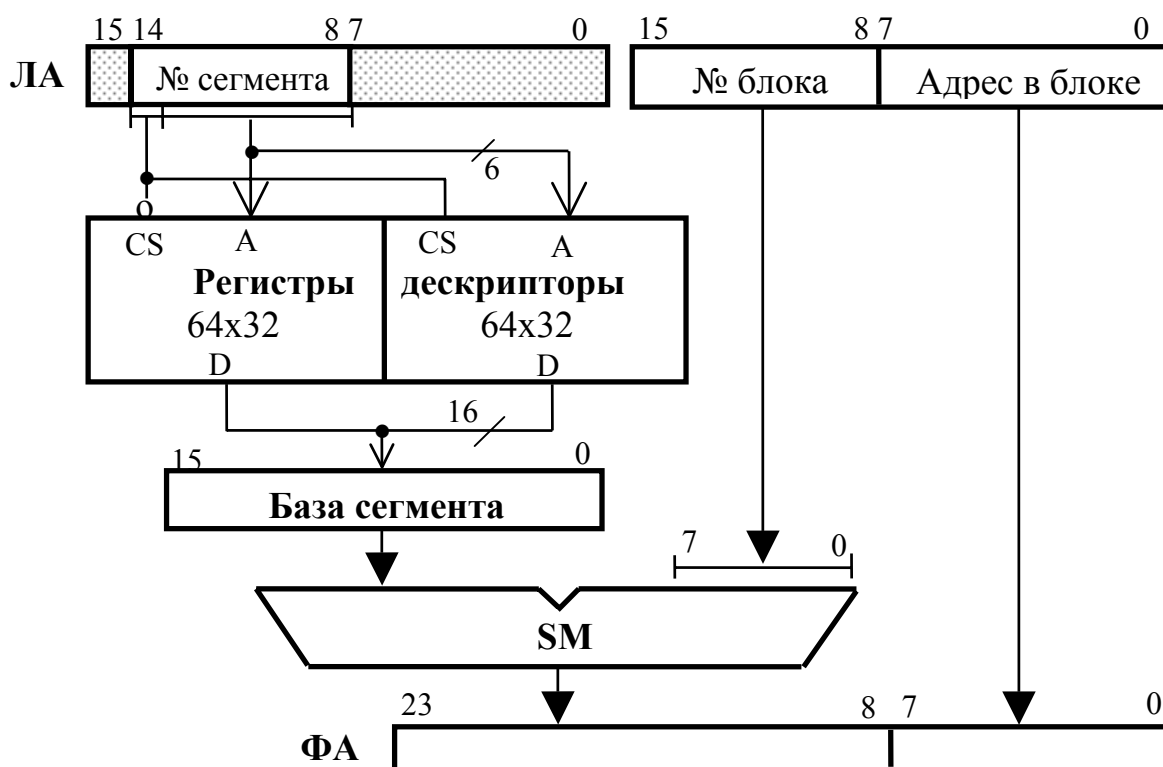 15 14 8 7 0 15 8 7 0
ЛА № сегмента № блока Адрес в блоке
6
CS A CS A
Регистры дескрипторы
64x32 64x32
D D
16
15 0
База сегмента
7 0
SM
23 8 7 0
ФА